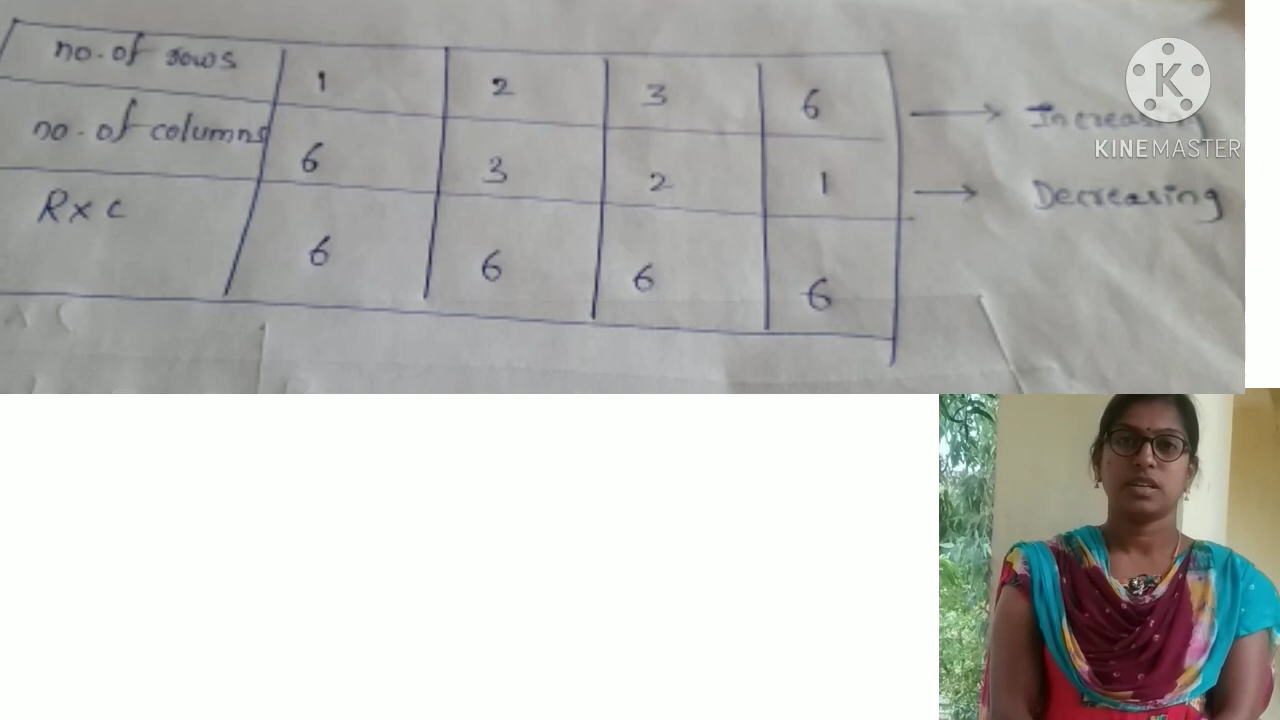 no. of rows 1 2 3 6 → Increasing
no. of columns 6 3 2 1 → Decreasing
R x C 6 6 6 6
K
KINEMASTER